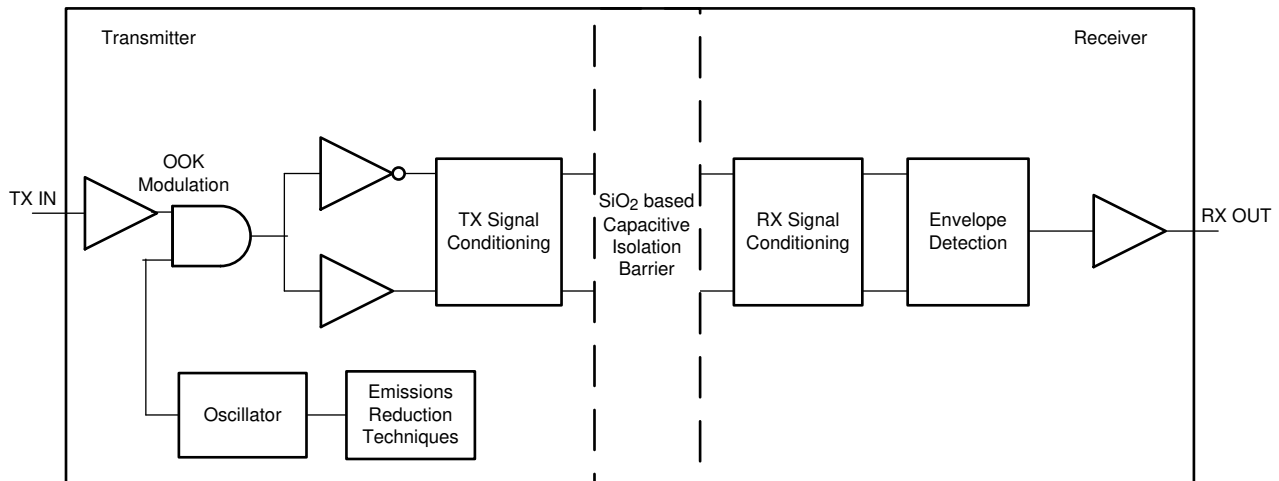 Transmitter
Receiver
OOK
Modulation
TX IN
TX Signal
Conditioning
SiO2 based
Capacitive
Isolation
Barrier
RX Signal
Conditioning
Envelope
Detection
RX OUT
Oscillator
Emissions
Reduction
Techniques